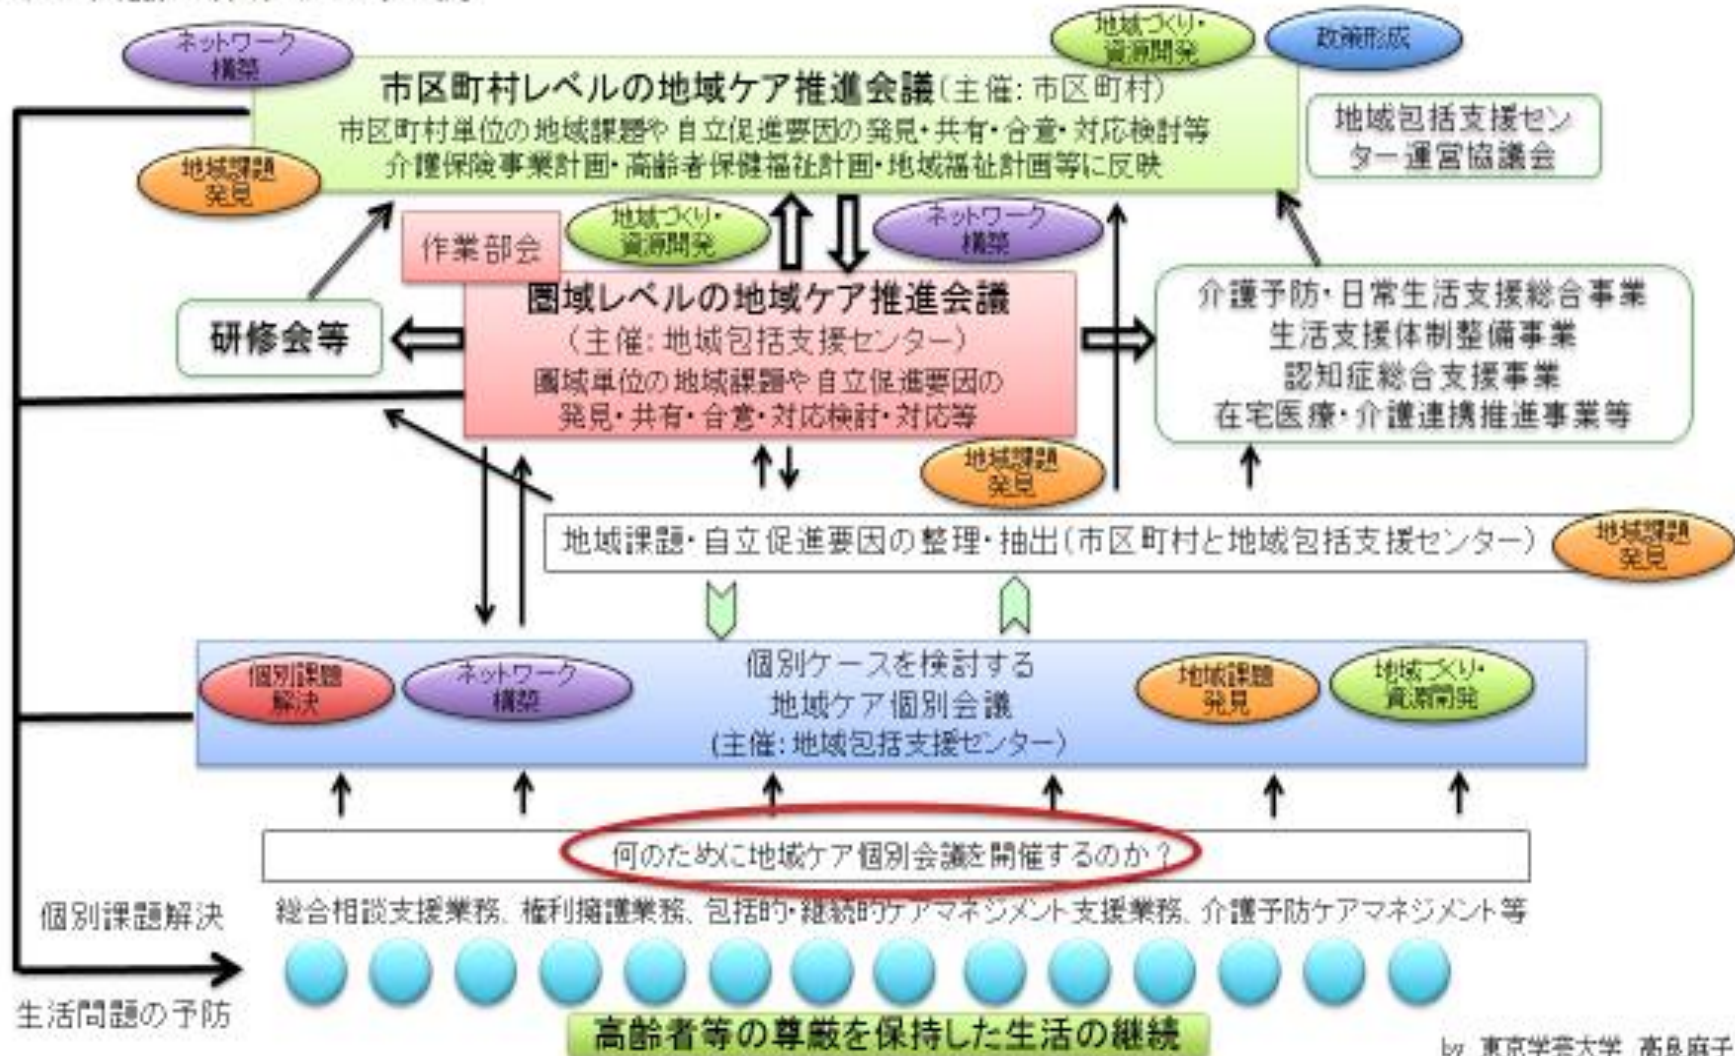 ネットワーク
構築
地域づくり・
資源開発
政策形成
市区町村レベルの地域ケア推進会議(主催:市区町村)
市区町村単位の地域課題や自立促進要因の発見・共有・合意・対応検討等
介護保険事業計画・高齢者保健福祉計画・地域福祉計画等に反映
地域包括支援セン
ター運営協議会
地域課題
発見
作業部会
地域づくり・
資源開発
ネットワーク
構築
圏域レベルの地域ケア推進会議
(主催:地域包括支援センター)
圏域単位の地域課題や自立促進要因の
発見・共有・合意・対応検討・対応等
研修会等
介護予防・日常生活支援総合事業
生活支援体制整備事業
認知症総合支援事業
在宅医療・介護連携推進事業等
地域課題
発見
地域課題・自立促進要因の整理・抽出(市区町村と地域包括支援センター)
地域課題
発見
個別課題
解決
ネットワーク
構築
個別ケースを検討する
地域ケア個別会議
(主催:地域包括支援センター)
地域課題
発見
地域づくり・
資源開発
何のために地域ケア個別会議を開催するのか?
個別課題解決
総合相談支援業務、権利擁護業務、包括的・継続的ケアマネジメント支援業務、介護予防ケアマネジメント等
生活問題の予防
高齢者等の尊厳を保持した生活の継続
by 東京学芸大学 高良麻子